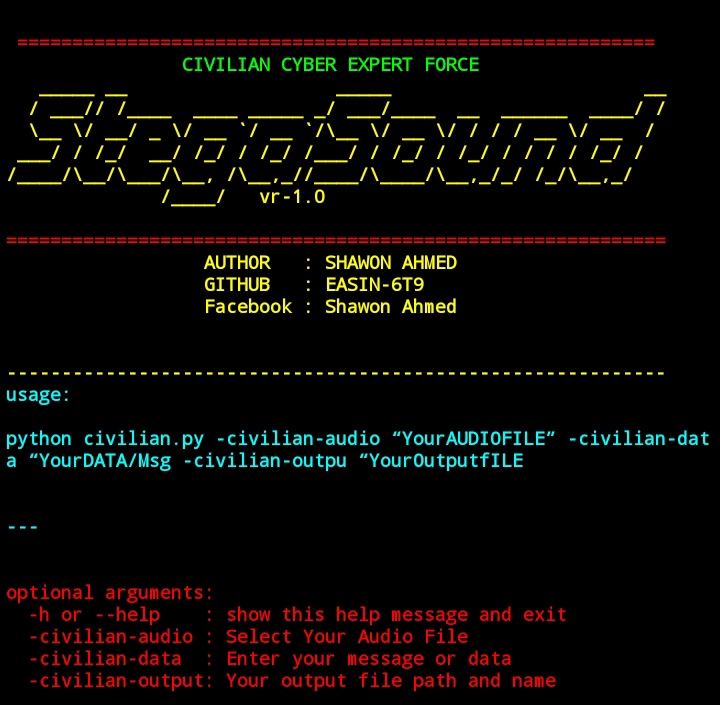 ============================================================
CIVILIAN CYBER EXPERT FORCE
StegoSound
vr-1.0
============================================================
AUTHOR   : SHAWON AHMED
GITHUB   : EASIN-6T9
Facebook : Shawon Ahmed
------------------------------------------------------------
usage:
python civilian.py -civilian-audio “YourAUDIOFILE” -civilian-dat
a “YourDATA/Msg -civilian-outpu “YourOutputfILE
---
optional arguments:
-h or --help    : show this help message and exit
-civilian-audio : Select Your Audio File
-civilian-data  : Enter your message or data
-civilian-output: Your output file path and name